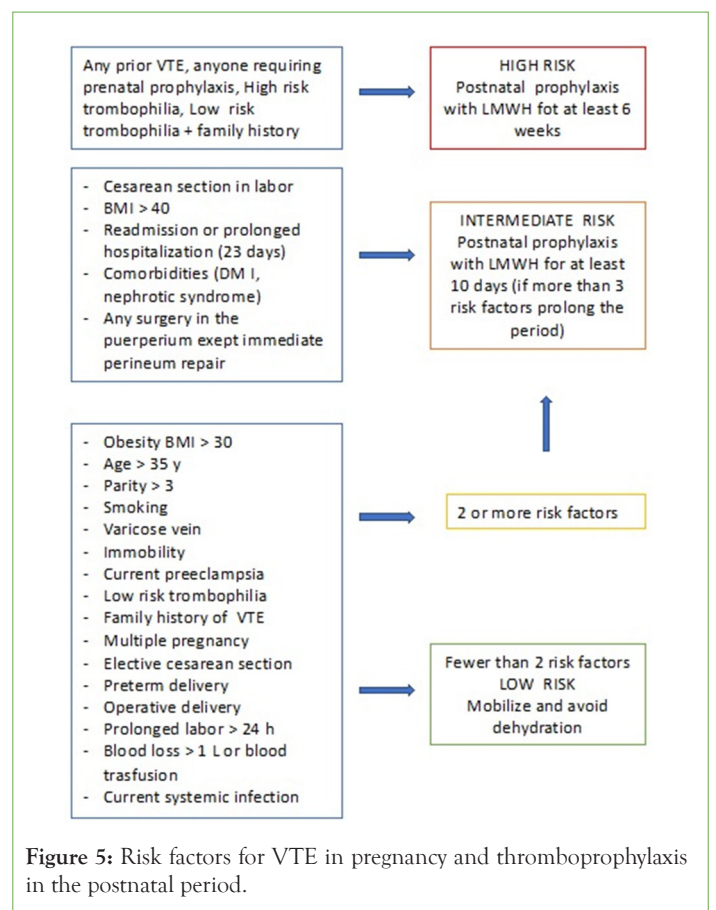 Any prior VTE, anyone requiring
prenatal prophylaxis, High risk
trombophilia, Low risk
trombophilia + family history
HIGH RISK
Postnatal prophylaxis
with LMWH fot at least 6
weeks
- Cesarean section in labor
- BMI > 40
- Readmission or prolonged
hospitalization (23 days)
- Comorbidities (DM I,
nephrotic syndrome)
- Any surgery in the
puerperium exept immediate
perineum repair
INTERMEDIATE RISK
Postnatal prophylaxis
with LMWH for at least
10 days (if more than 3
risk factors prolong the
period)
- Obesity BMI > 30
- Age > 35 y
- Parity > 3
- Smoking
- Varicose vein
- Immobility
- Current preeclampsia
- Low risk trombophilia
- Family history of VTE
- Multiple pregnancy
- Elective cesarean section
- Preterm delivery
- Operative delivery
- Prolonged labor > 24 h
- Blood loss > 1 L or blood
trasfusion
- Current systemic infection
2 or more risk factors
Fewer than 2 risk factors
LOW RISK
Mobilize and avoid
dehydration
Figure 5: Risk factors for VTE in pregnancy and thromboprophylaxis
in the postnatal period.